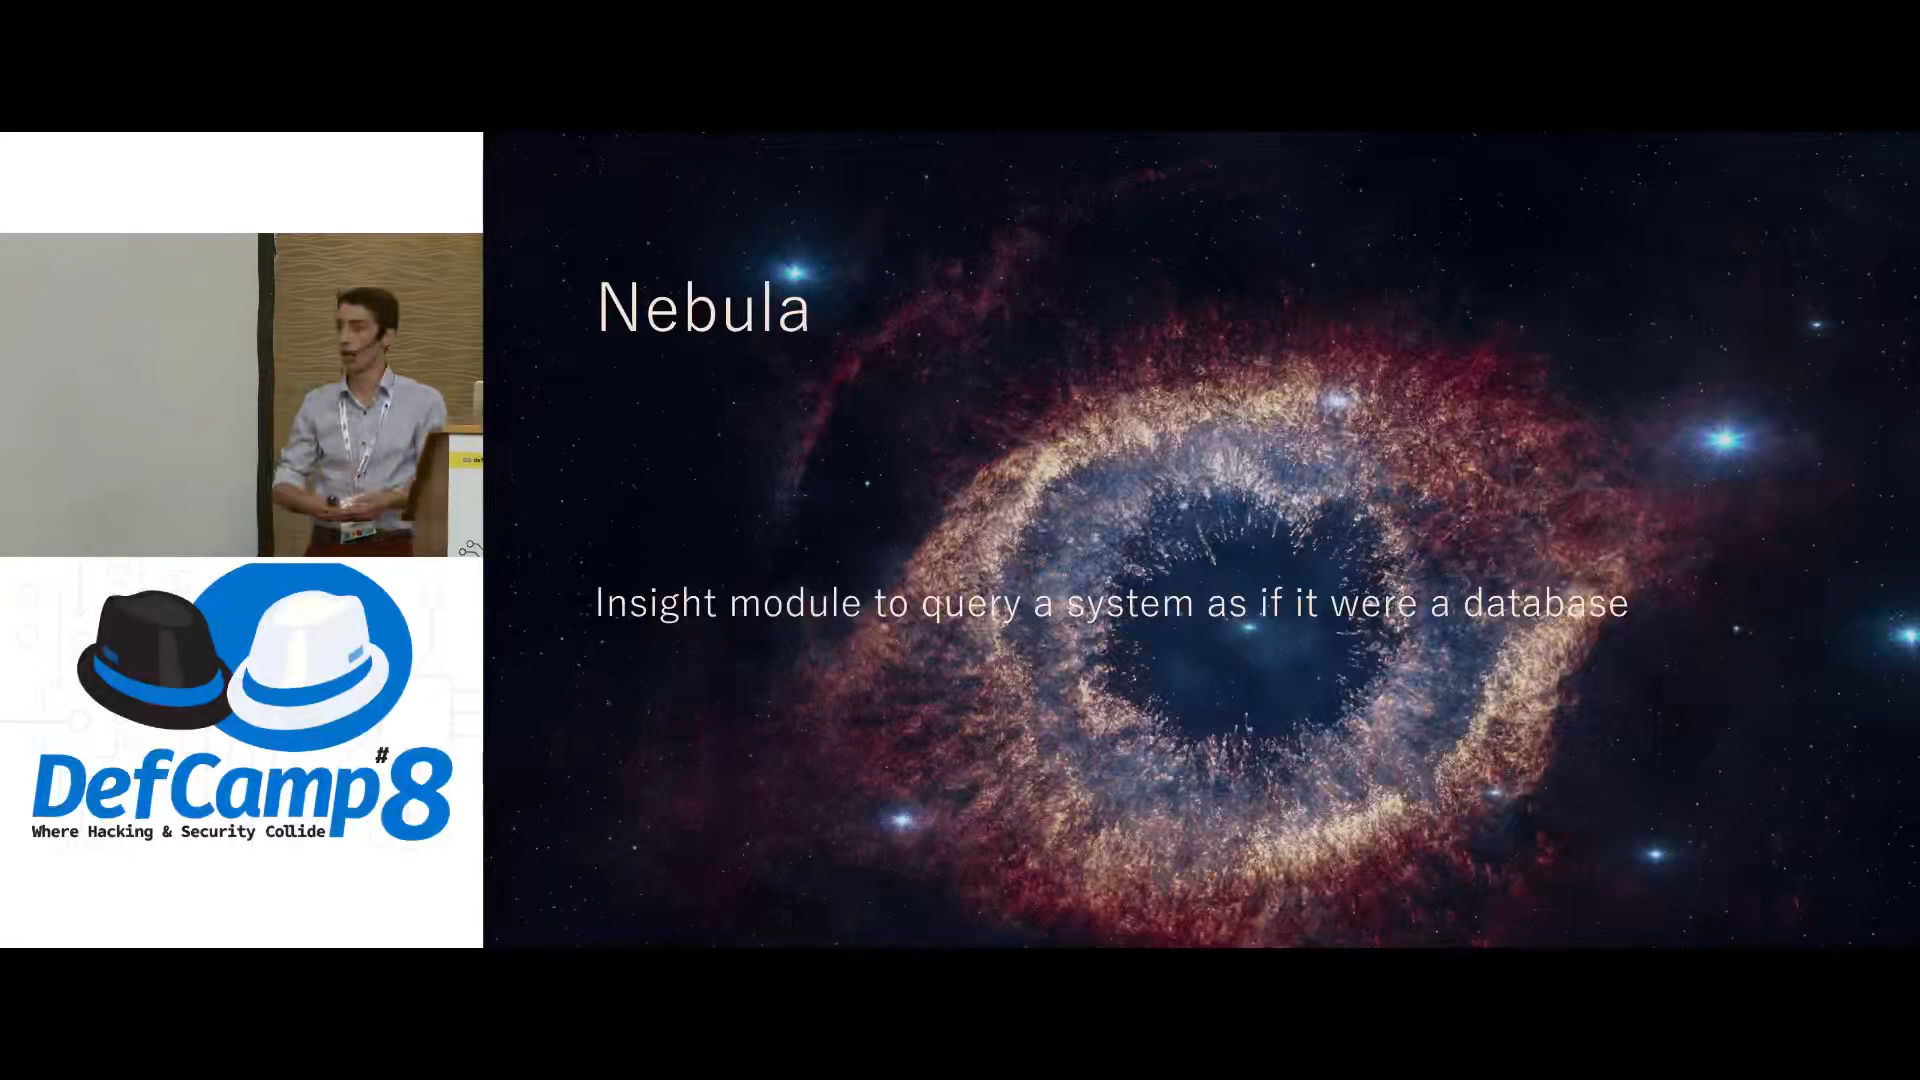 Nebula
Insight module to query a system as if it were a database
DefCamp#8
Where Hacking & Security Collide